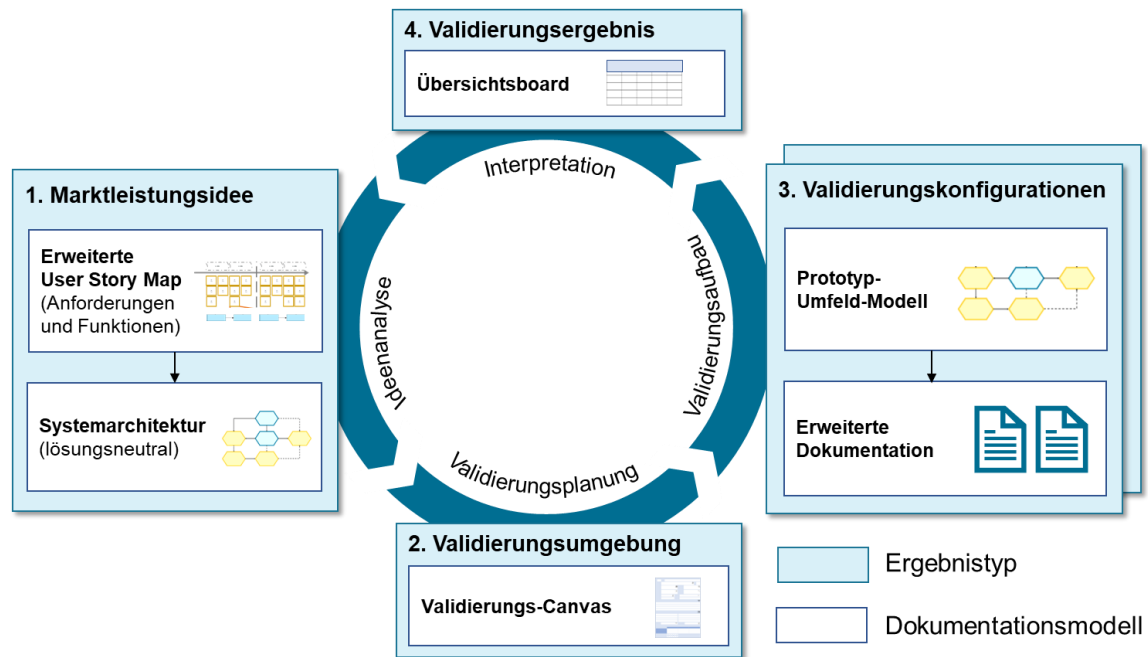 4. Validierungsergebnis
Übersichtsboard
Interpretation
1. Marktleistungsidee
Erweiterte
User Story Map
(Anforderungen
und Funktionen)
Systemarchitektur
(lösungsneutral)
Ideenanalyse
Validierungsaufbau
3. Validierungskonfigurationen
Prototyp-
Umfeld-Modell
Erweiterte
Dokumentation
Validierungsplanung
2. Validierungsumgebung
Validierungs-Canvas
Ergebnistyp
Dokumentationsmodell